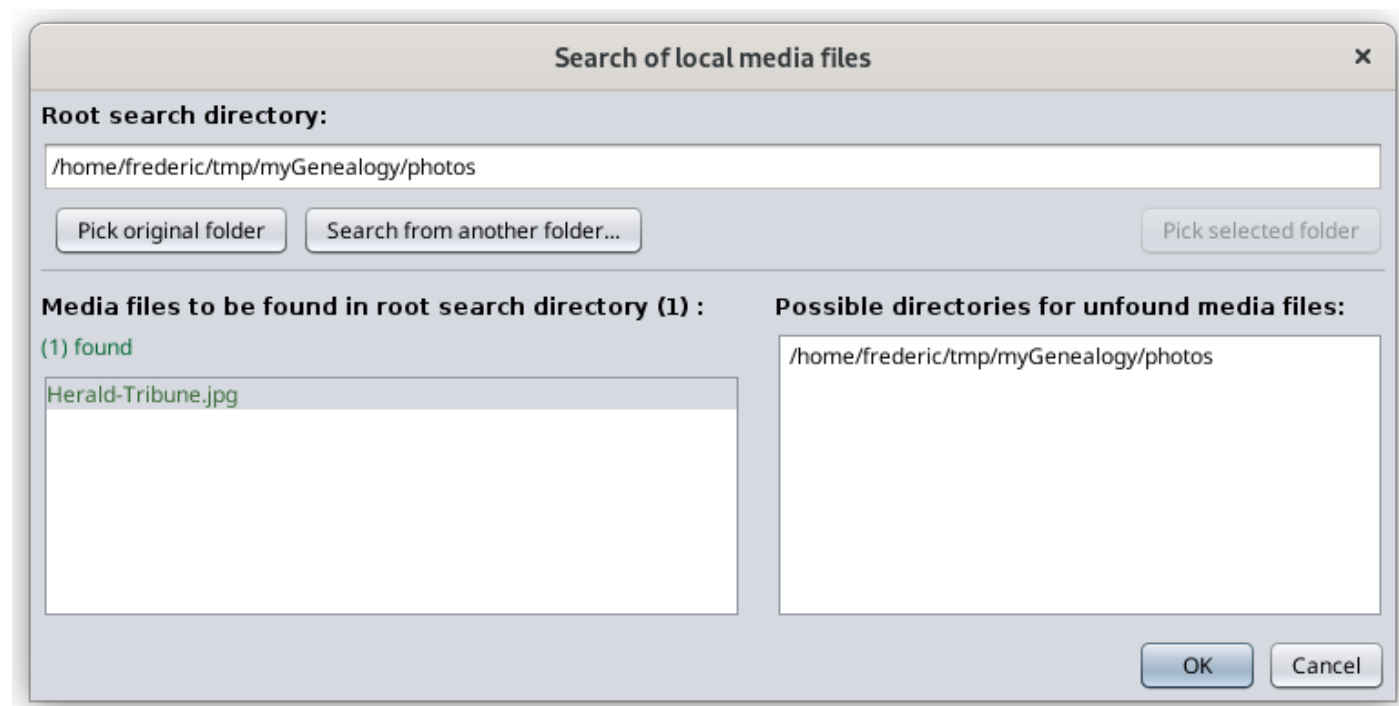 Search of local media files
×
Root search directory:
/home/frederic/tmp/myGenealogy/photos
Pick original folder
Search from another folder...
Pick selected folder
Media files to be found in root search directory (1) :
(1) found
Herald-Tribune.jpg
Possible directories for unfound media files:
/home/frederic/tmp/myGenealogy/photos
OK
Cancel